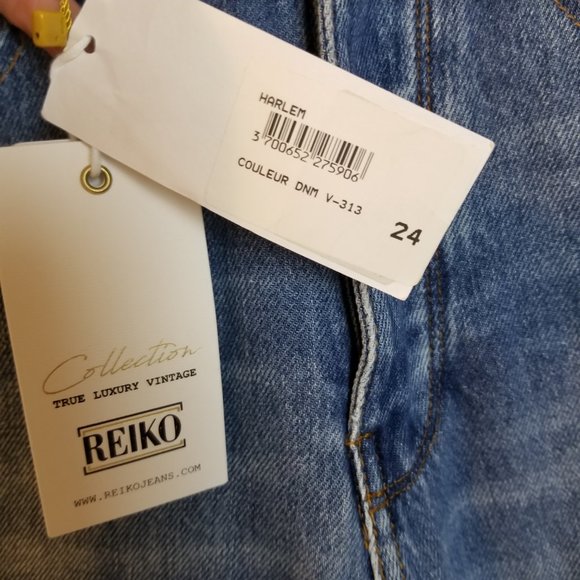 HARLEM
3 700652 275906
COULEUR DNM V-313
24
Collection
TRUE LUXURY VINTAGE
REIKO
WWW.REIKOJEANS.COM